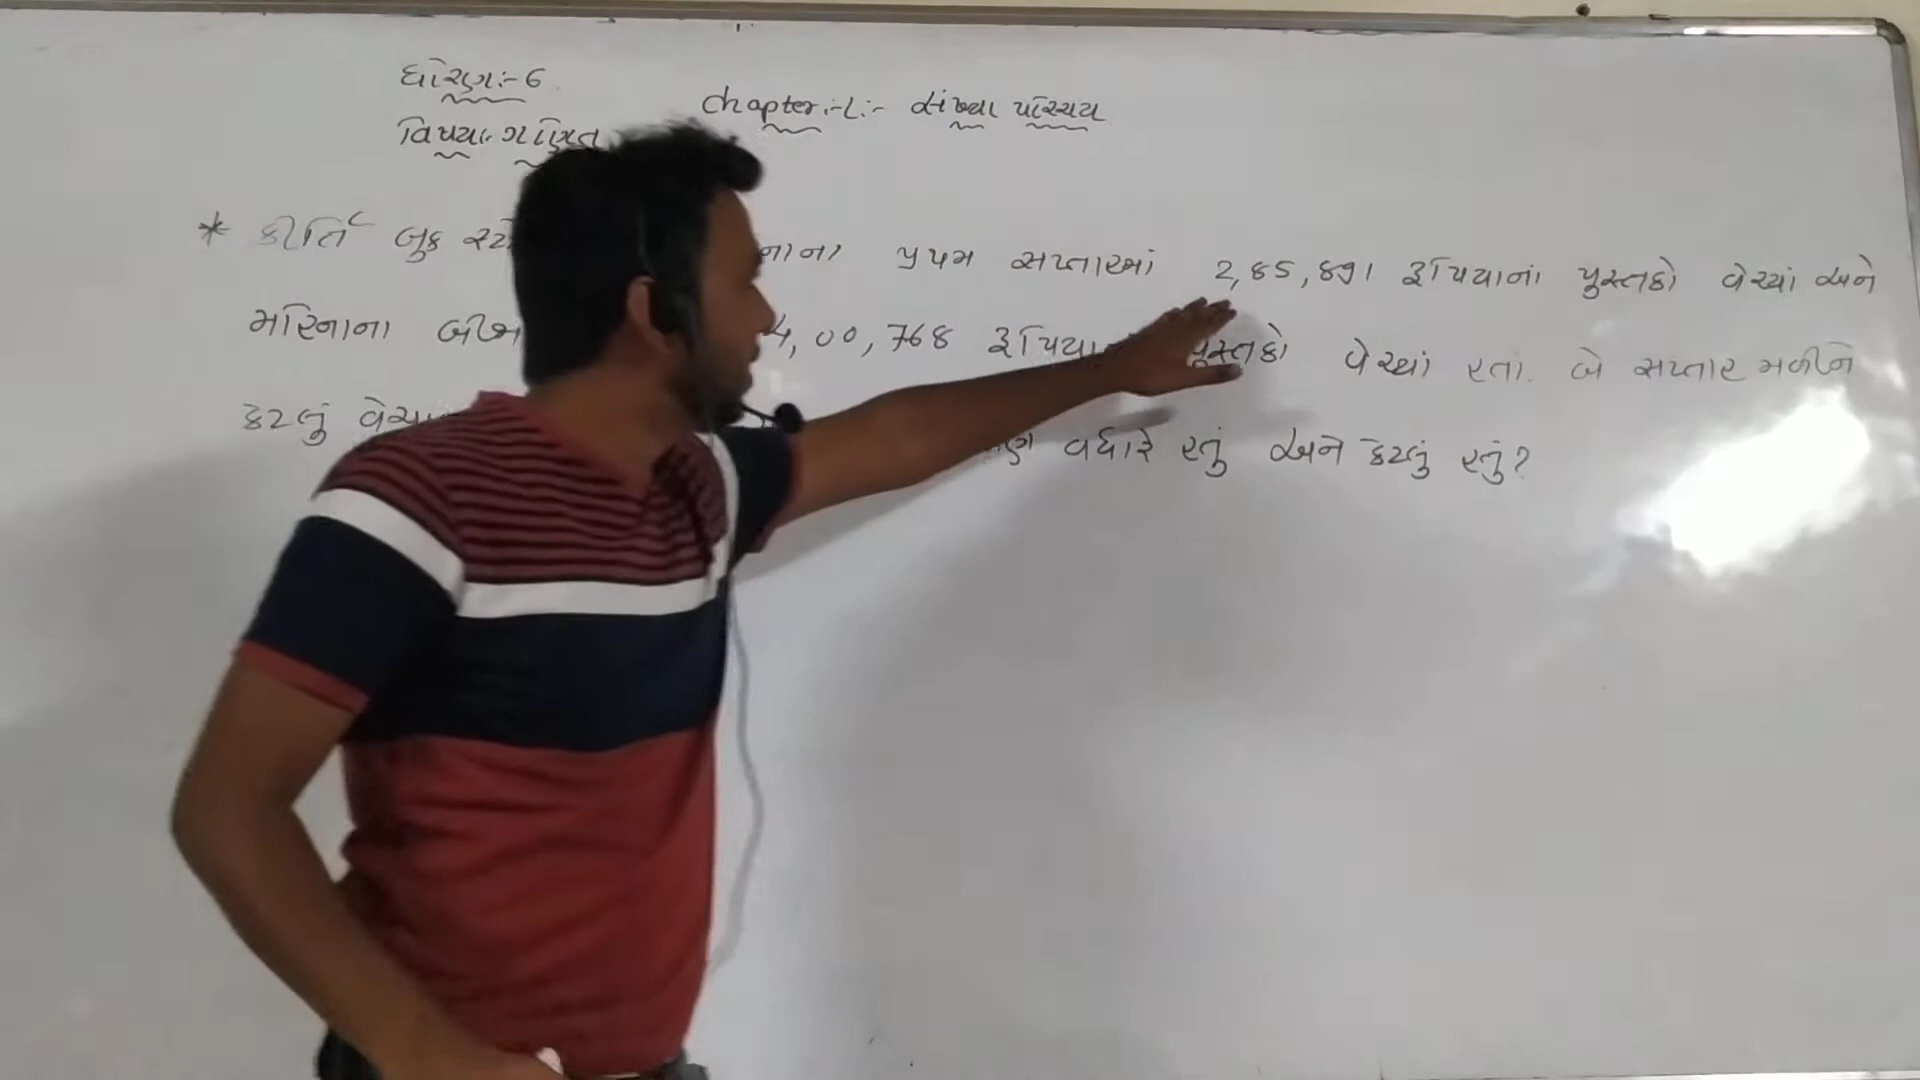 ધોરણ:- 6
વિષય:- ગણિત
Chapter:-1:- સંખ્યા પરિચય
* કીર્તિ બુક પ્રથમ સપ્તાહમાં 2,85,891 રૂપિયાનાં પુસ્તકો વેચ્યાં અને
મહિનાના 4,00,768 રૂપિયાનાં પુસ્તકો વેચ્યાં હતાં. બે સપ્તાહ મળીને
કેટલું વધારે હતું અને કેટલું હતું?